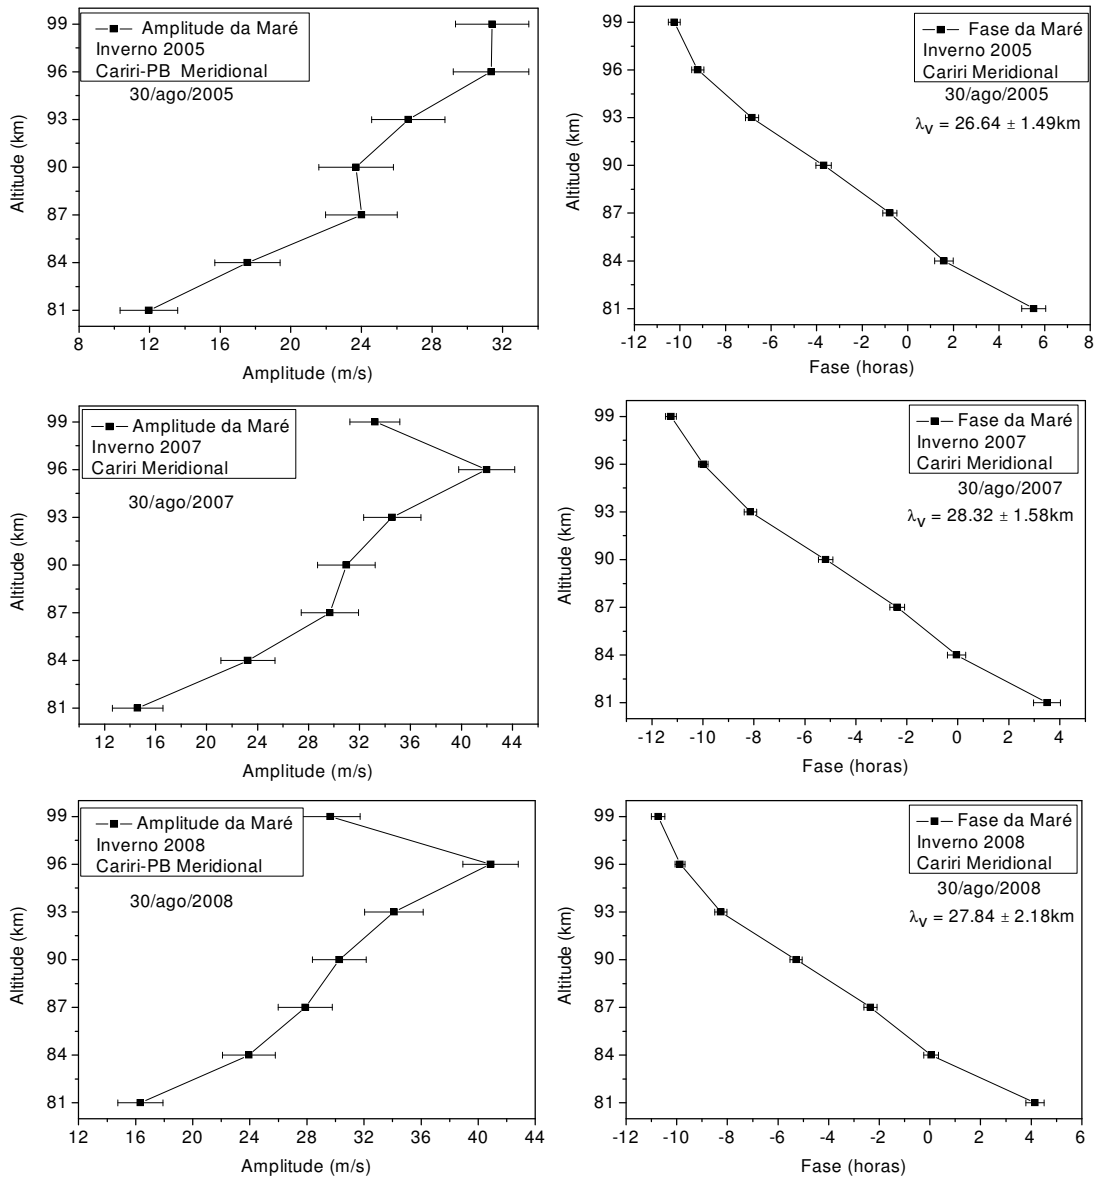 Amplitude da Maré
Inverno 2005
Cariri-PB Meridional
30/ago/2005
99
96
93
90
87
84
81
Altitude (km)
8 12 16 20 24 28 32
Amplitude (m/s)
Fase da Maré
Inverno 2005
Cariri Meridional
30/ago/2005
λV = 26.64 ± 1.49km
99
96
93
90
87
84
81
Altitude (km)
-12 -10 -8 -6 -4 -2 0 2 4 6 8
Fase (horas)
Amplitude da Maré
Inverno 2007
Cariri Meridional
30/ago/2007
99
96
93
90
87
84
81
Altitude (km)
12 16 20 24 28 32 36 40 44
Amplitude (m/s)
Fase da Maré
Inverno 2007
Cariri Meridional
30/ago/2007
λV = 28.32 ± 1.58km
99
96
93
90
87
84
81
Altitude (km)
-12 -10 -8 -6 -4 -2 0 2 4
Fase (horas)
Amplitude da Maré
Inverno 2008
Cariri-PB Meridional
30/ago/2008
99
96
93
90
87
84
81
Altitude (km)
12 16 20 24 28 32 36 40 44
Amplitude (m/s)
Fase da Maré
Inverno 2008
Cariri Meridional
30/ago/2008
λV = 27.84 ± 2.18km
99
96
93
90
87
84
81
Altitude (km)
-12 -10 -8 -6 -4 -2 0 2 4 6
Fase (horas)